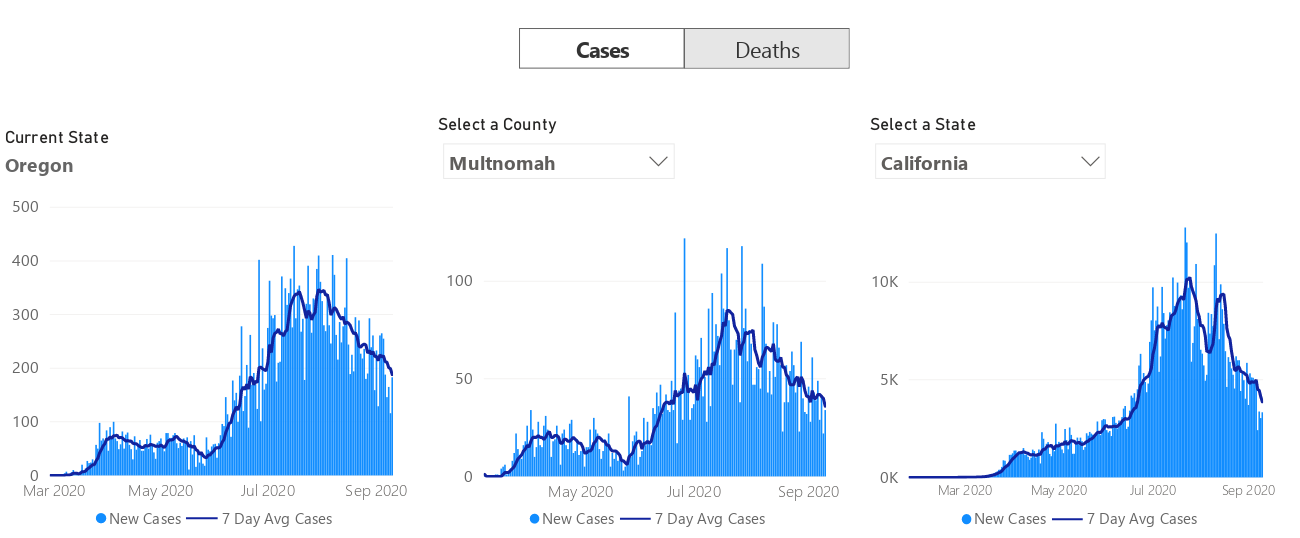 Cases Deaths
Current State
Oregon
Select a County
Multnomah
Select a State
California
500
400
300
200
100
0
Mar 2020 May 2020 Jul 2020 Sep 2020
New Cases 7 Day Avg Cases
100
50
0
May 2020 Jul 2020 Sep 2020
New Cases 7 Day Avg Cases
10K
5K
0K
Mar 2020 May 2020 Jul 2020 Sep 2020
New Cases 7 Day Avg Cases